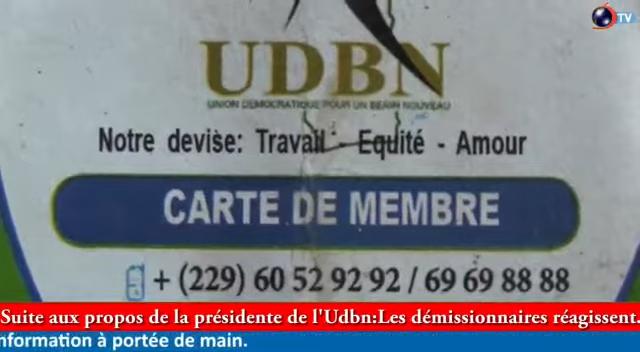 TV
UDBN
UNION DEMOCRATIQUE POUR UN BENIN NOUVEAU
Notre devise: Travail - Equité - Amour
CARTE DE MEMBRE
+ (229) 60 52 92 92 / 69 69 88 88
Suite aux propos de la présidente de l'Udbn:Les démissionnaires réagissent.
nformation à portée de main.